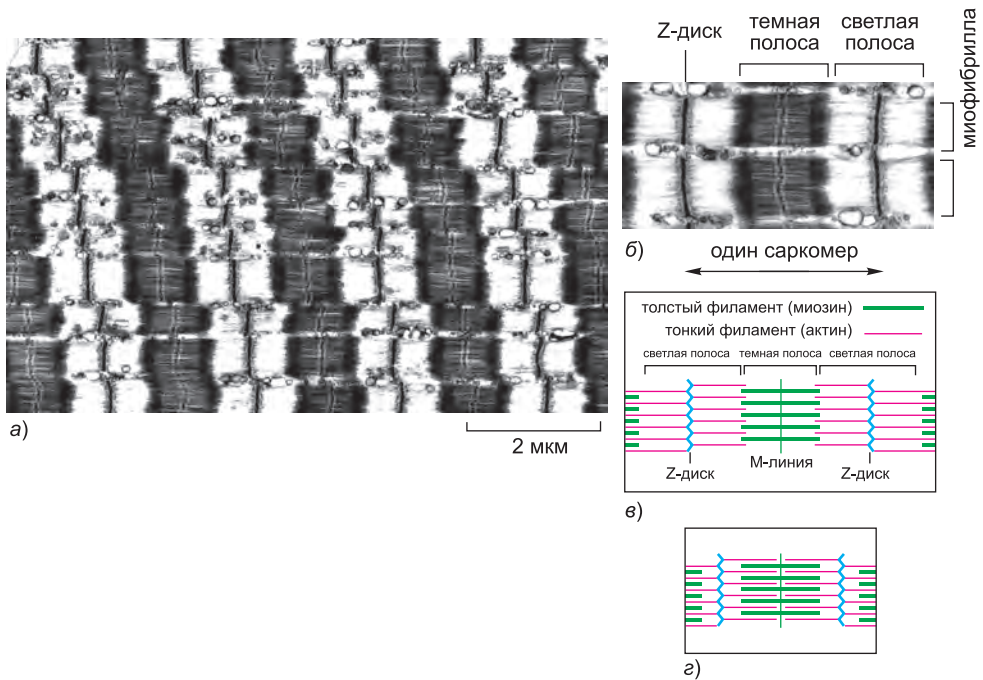 Z-диск
темная
полоса
светлая
полоса
миофибрилла
а)
2 мкм
б)
один саркомер
толстый филамент (миозин)
тонкий филамент (актин)
светлая полоса
темная полоса
светлая полоса
Z-диск
М-линия
Z-диск
в)
г)